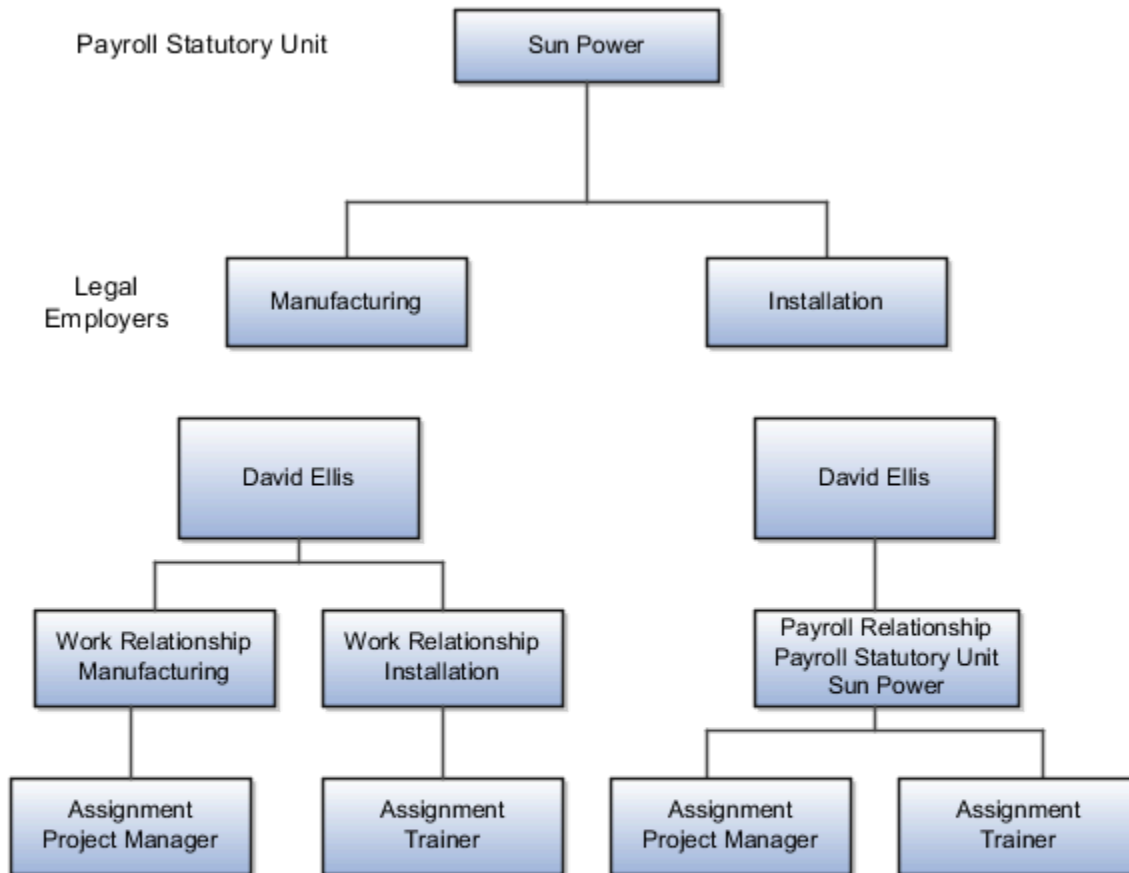 Payroll Statutory Unit
Sun Power
Legal
Employers
Manufacturing
Installation
David Ellis
David Ellis
Work Relationship
Manufacturing
Work Relationship
Installation
Payroll Relationship
Payroll Statutory Unit
Sun Power
Assignment
Project Manager
Assignment
Trainer
Assignment
Project Manager
Assignment
Trainer